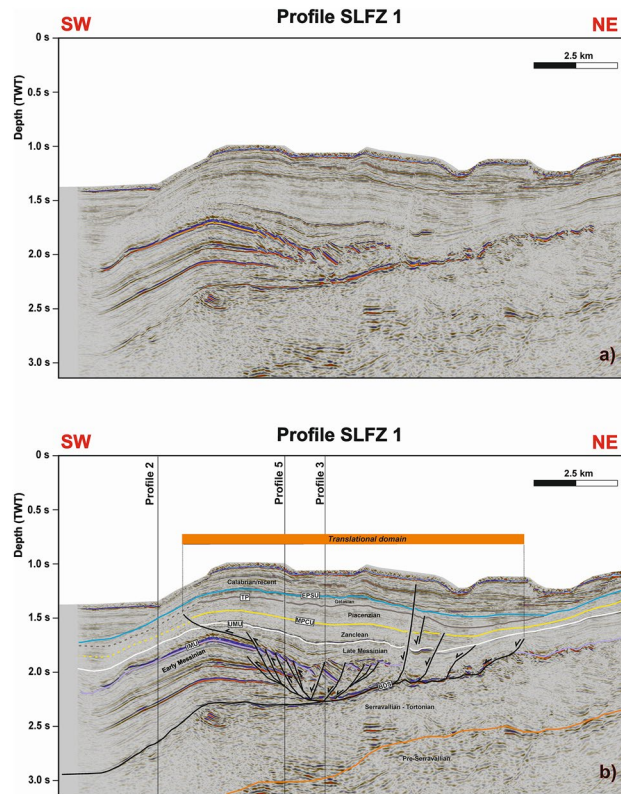 SW
Profile SLFZ 1
NE
0 s
2.5 km
0.5 s
1.0 s
1.5 s
2.0 s
2.5 s
3.0 s
Depth (TWT)
a)
SW
Profile SLFZ 1
NE
0 s
Profile 2
Profile 5
Profile 3
2.5 km
0.5 s
Depth (TWT)
Translational domain
1.0 s
Calabrian/recent
TP
EPSU
Gelasian
1.5 s
MPCU
Piacenzian
UMU
Zanclean
IMU
Late Messinian
Early Messinian
2.0 s
BDS
Serravallian - Tortonian
2.5 s
Pre-Serravallian
3.0 s
b)